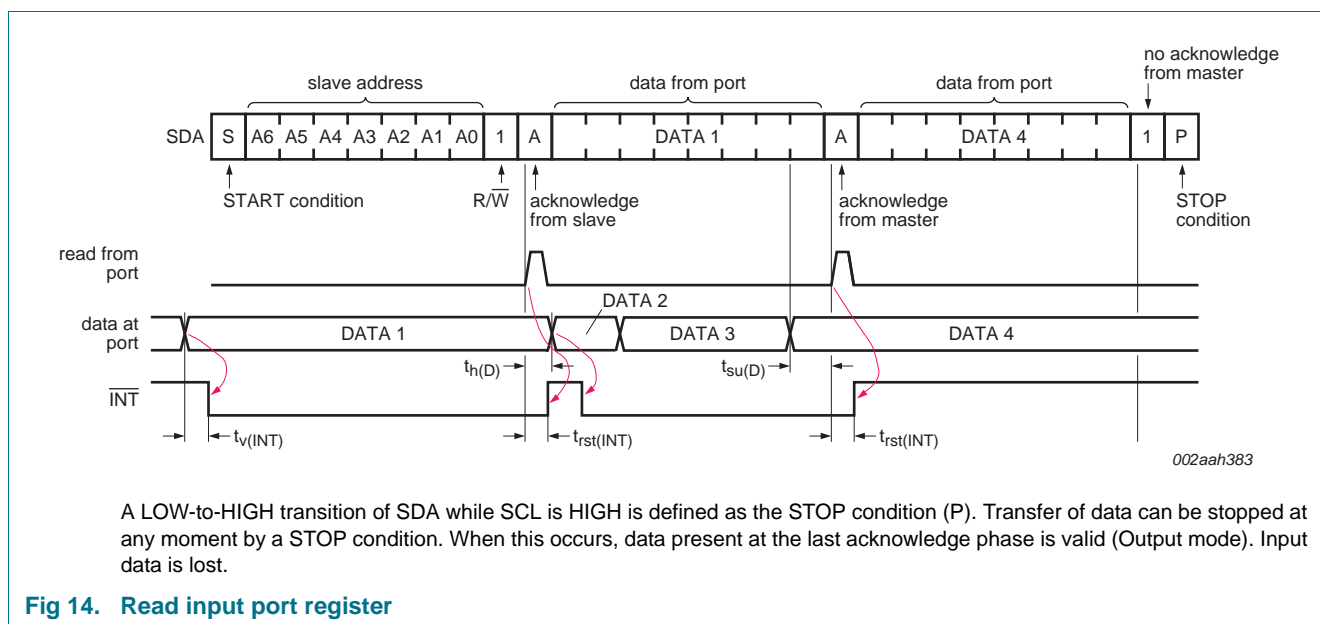 no acknowledge
from master
slave address
data from port
data from port
SDA S A6 A5 A4 A3 A2 A1 A0 1 A DATA 1 A DATA 4 1 P
START condition
R/W̅
acknowledge
from slave
acknowledge
from master
STOP
condition
read from
port
DATA 2
data at
port
DATA 1
DATA 3
DATA 4
th(D)
tsu(D)
I̅N̅T̅
tv(INT)
trst(INT)
trst(INT)
002aah383
A LOW-to-HIGH transition of SDA while SCL is HIGH is defined as the STOP condition (P). Transfer of data can be stopped at
any moment by a STOP condition. When this occurs, data present at the last acknowledge phase is valid (Output mode). Input
data is lost.
Fig 14. Read input port register